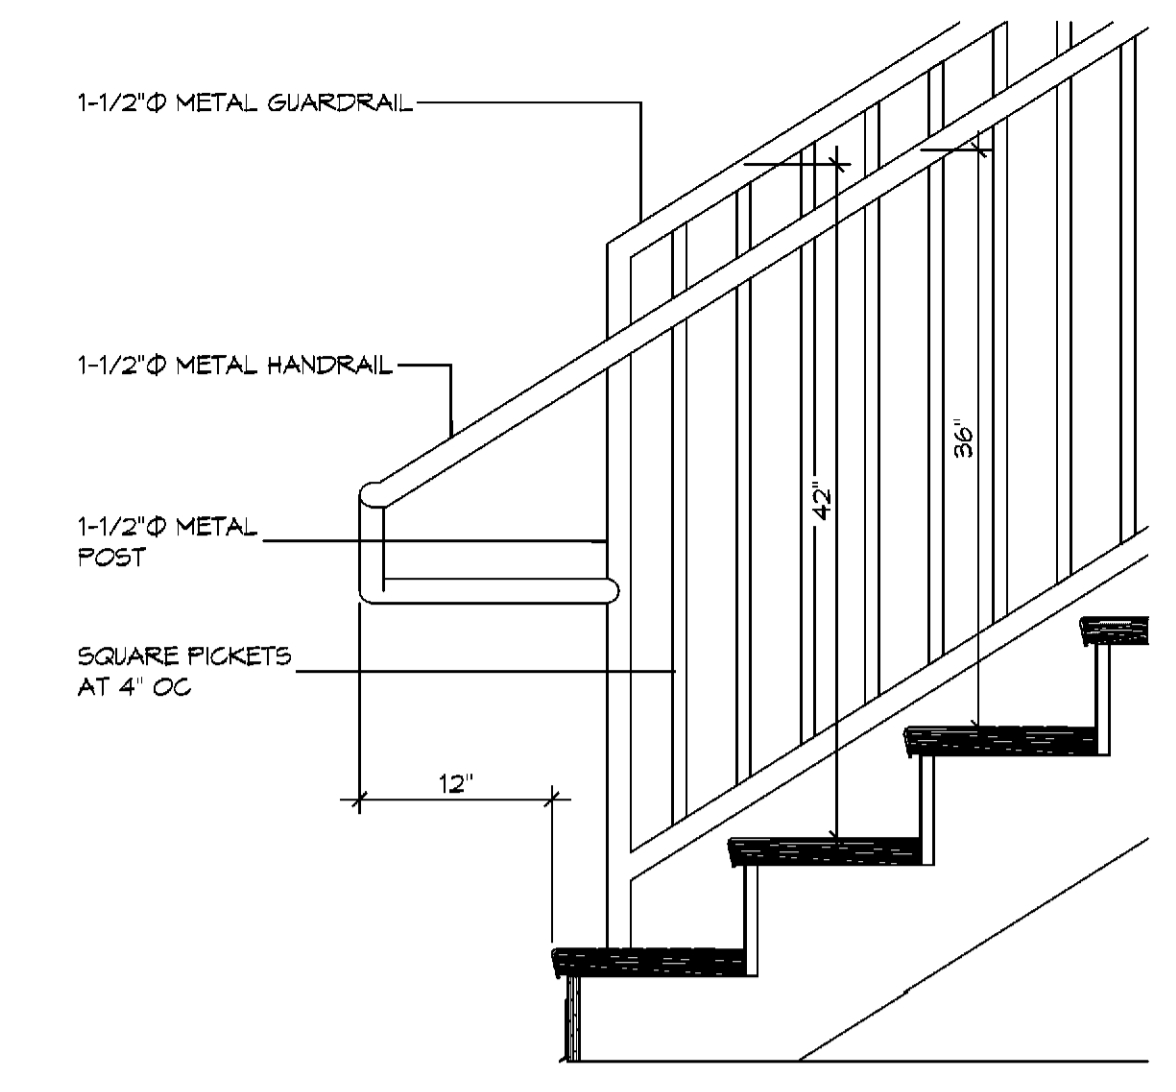 1-1/2"Φ METAL GUARDRAIL
1-1/2"Φ METAL HANDRAIL
36"
42"
1-1/2"Φ METAL
POST
SQUARE PICKETS
AT 4" OC
12"